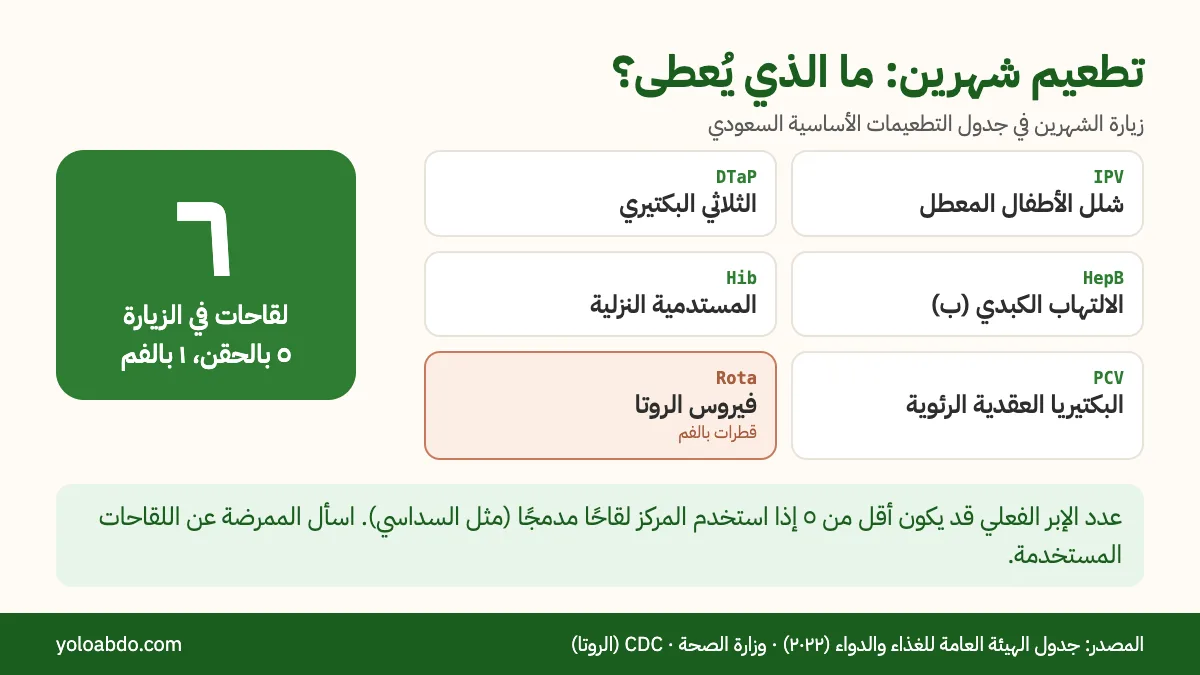 تطعيم شهرين: ما الذي يُعطى؟
زيارة الشهرين في جدول التطعيمات الأساسية السعودي
IPV
شلل الأطفال المعطل
DTaP
الثلاثي البكتيري
HepB
الالتهاب الكبدي (ب)
Hib
المستدمية النزلية
PCV
البكتيريا العقدية الرئوية
Rota
فيروس الروتا
قطرات بالفم
٦
لقاحات في الزيارة
٥ بالحقن، ١ بالفم
عدد الإبر الفعلي قد يكون أقل من ٥ إذا استخدم المركز لقاحًا مدمجًا (مثل السداسي). اسأل الممرضة عن اللقاحات
المستخدمة.
المصدر: جدول الهيئة العامة للغذاء والدواء (٢٠٢٢) · وزارة الصحة · CDC (الروتا)
yoloabdo.com